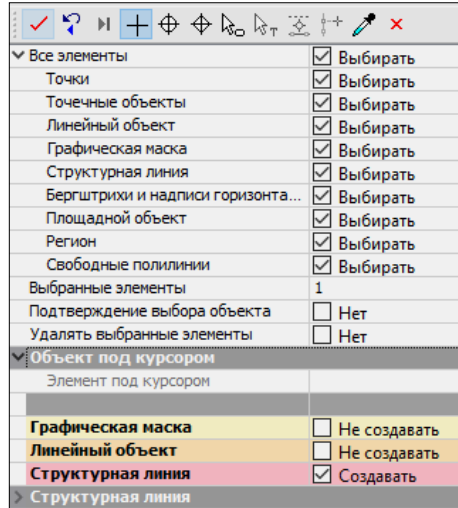 Все элементы Выбирать
Точки Выбирать
Точечные объекты Выбирать
Линейный объект Выбирать
Графическая маска Выбирать
Структурная линия Выбирать
Бергштрихи и надписи горизонта... Выбирать
Площадной объект Выбирать
Регион Выбирать
Свободные полилинии Выбирать
Выбранные элементы 1
Подтверждение выбора объекта Нет
Удалять выбранные элементы Нет
Объект под курсором
Элемент под курсором
Графическая маска Не создавать
Линейный объект Не создавать
Структурная линия Создавать
Структурная линия